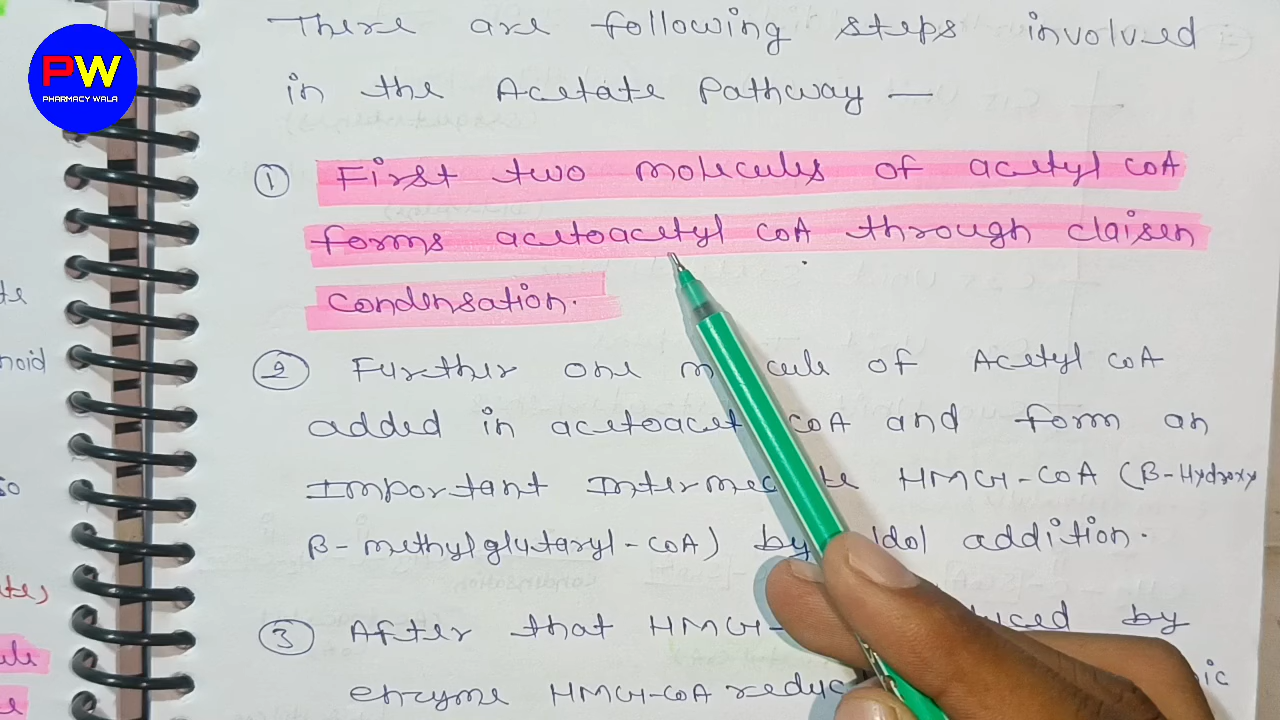 PW
PHARMACY WALA
There are following steps involved
in the Acetate Pathway —
① First two molecules of acetyl CoA
forms acetoacetyl CoA through claisen
condensation.
② Further one of Acetyl CoA
added in CoA and form an
Important HMG-CoA (β-Hydroxy
β-methylglutaryl-CoA) by addition.
③ After that by
enzyme HMG-CoA
noid